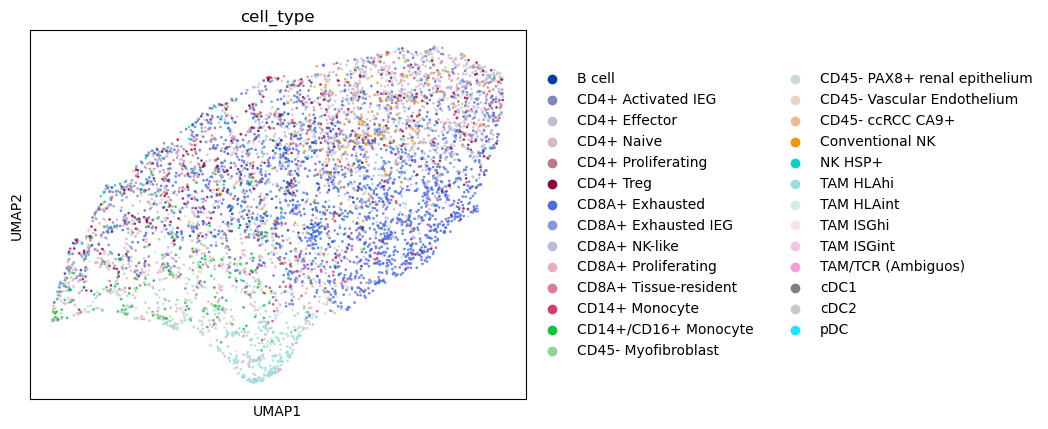 cell_type
UMAP2
UMAP1
B cell
CD4+ Activated IEG
CD4+ Effector
CD4+ Naive
CD4+ Proliferating
CD4+ Treg
CD8A+ Exhausted
CD8A+ Exhausted IEG
CD8A+ NK-like
CD8A+ Proliferating
CD8A+ Tissue-resident
CD14+ Monocyte
CD14+/CD16+ Monocyte
CD45- Myofibroblast
CD45- PAX8+ renal epithelium
CD45- Vascular Endothelium
CD45- ccRCC CA9+
Conventional NK
NK HSP+
TAM HLAhi
TAM HLAint
TAM ISGhi
TAM ISGint
TAM/TCR (Ambiguos)
cDC1
cDC2
pDC